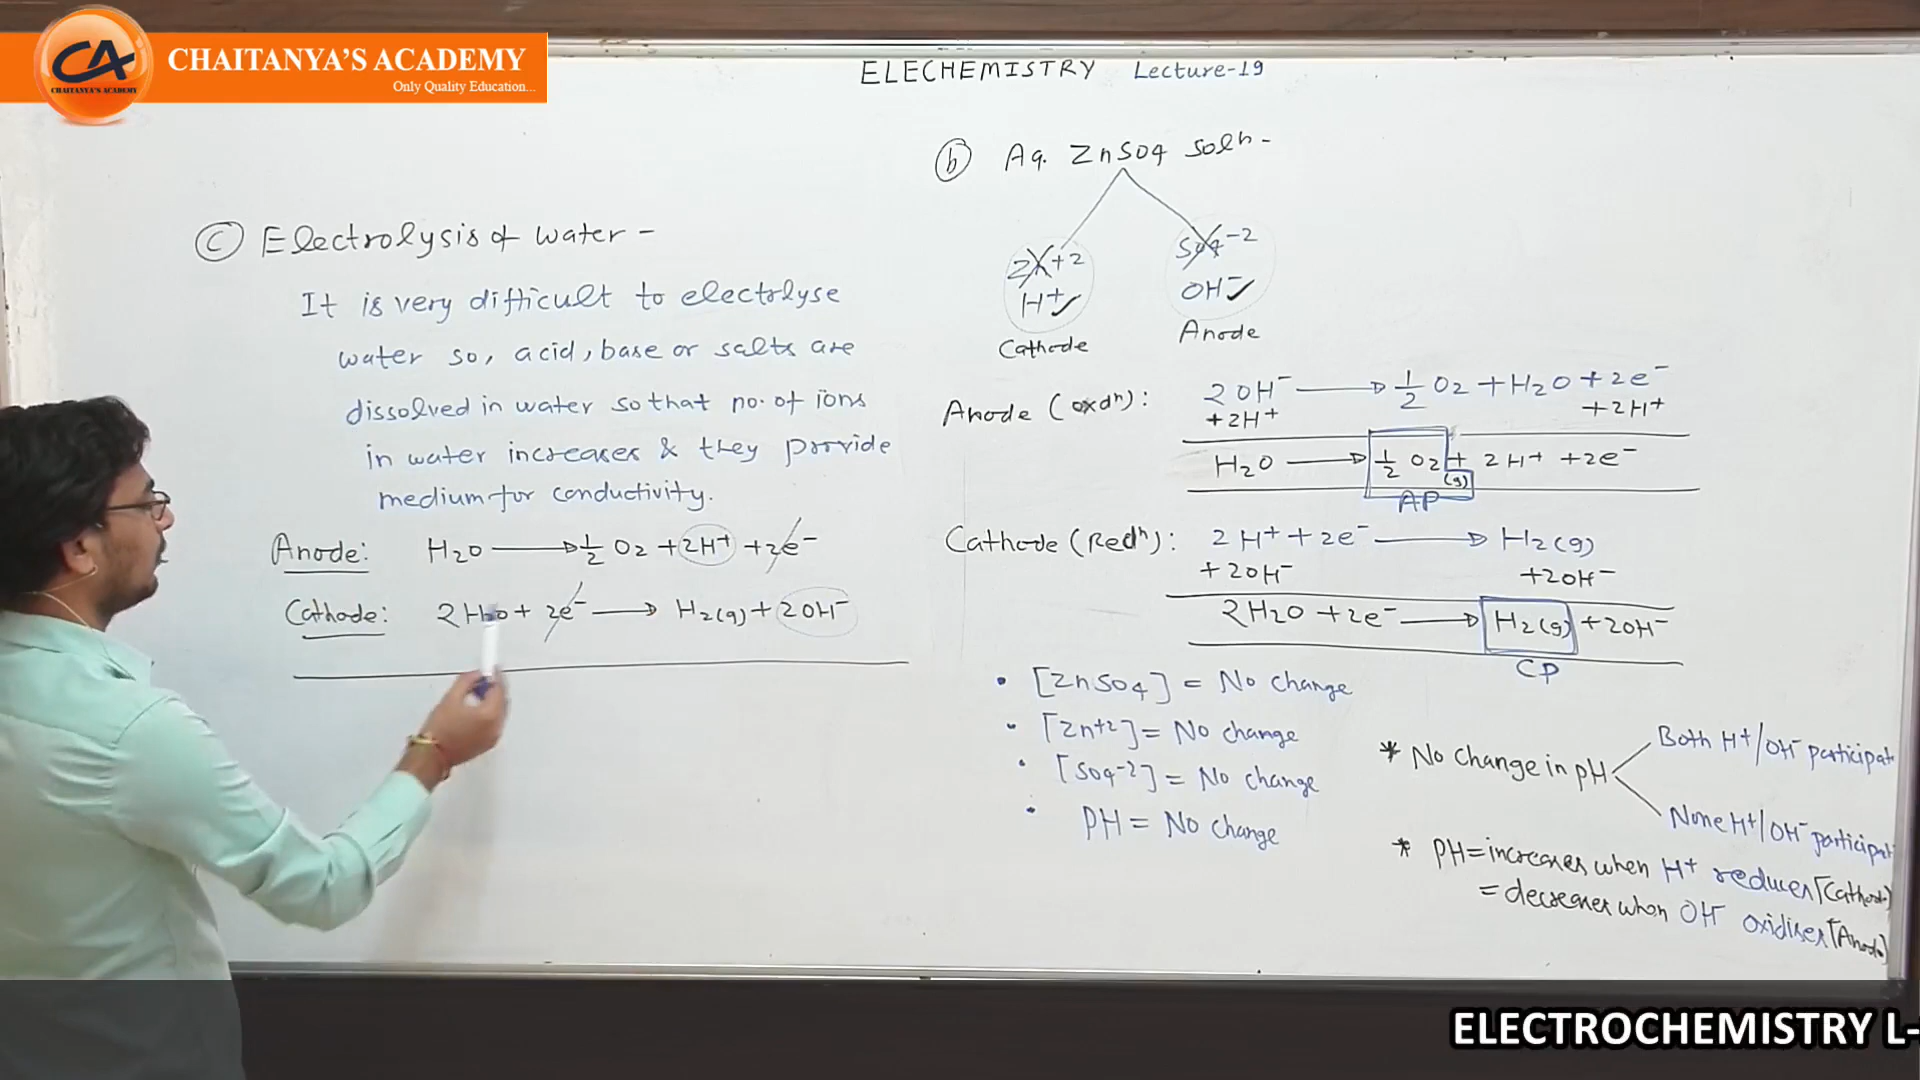 CHAITANYA'S ACADEMY
Only Quality Education...
CA
CHAITANYA'S ACADEMY
ELECHEMISTRY Lecture-19
(c) Electrolysis of water -
It is very difficult to electrolyse
water so, acid, base or salts are
dissolved in water so that no. of ions
in water increases & they provide
medium for conductivity.
Anode: H2O → 1/2 O2 + 2H+ + 2e-
Cathode: 2H2O + 2e- → H2(g) + 2OH-
(b) Aq. ZnSO4 Soln -
Zn+2 SO4-2
H+ ✓ OH- ✓
Cathode Anode
Anode (oxdn): 2OH- → 1/2 O2 + H2O + 2e-
+2H+ +2H+
H2O → 1/2 O2(g) + 2H+ + 2e-
AP
Cathode (Redn): 2H+ + 2e- → H2(g)
+2OH- +2OH-
2H2O + 2e- → H2(g) + 2OH-
CP
• [ZnSO4] = No change
• [Zn+2] = No change
• [SO4-2] = No change
• PH = No change
* No change in pH
Both H+/OH- participat
None H+/OH- participat
* PH = increases when H+ reduces [Cathode]
= decreases when OH- oxidises [Anode]
ELECTROCHEMISTRY L-